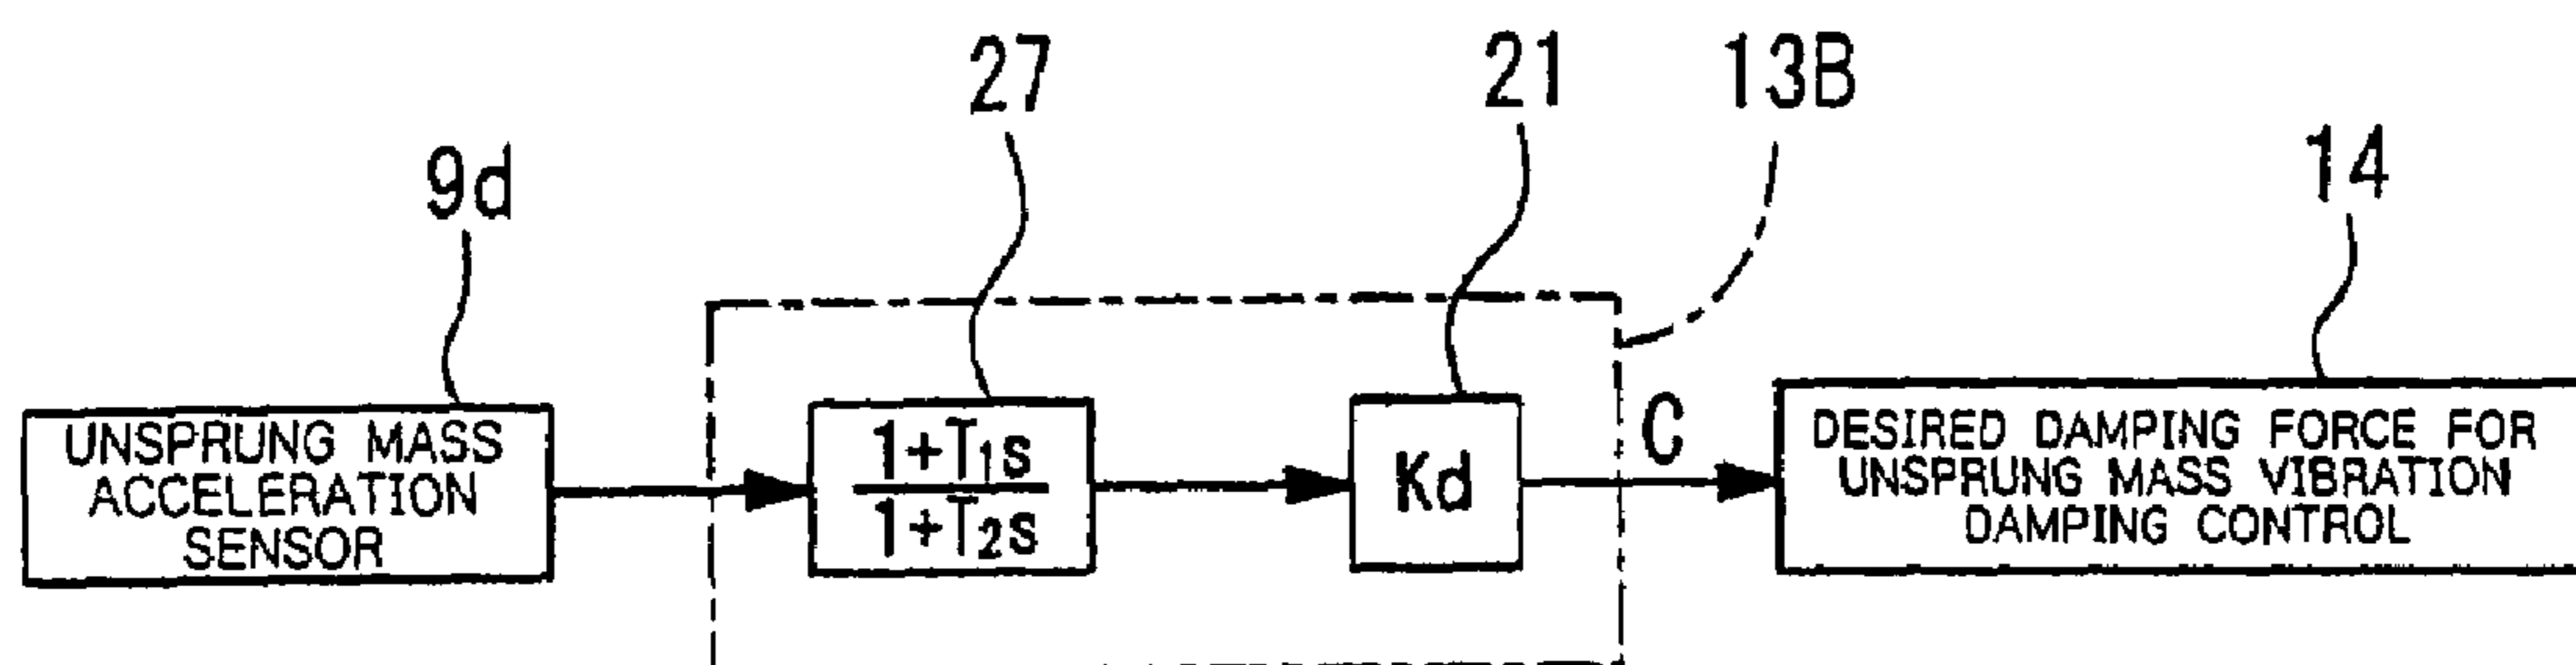 27
21
13B
14
9d
UNSPRUNG MASS
ACCELERATION
SENSOR
1+T₁s
1+T₂s
Kd
C
DESIRED DAMPING FORCE FOR
UNSPRUNG MASS VIBRATION
DAMPING CONTROL